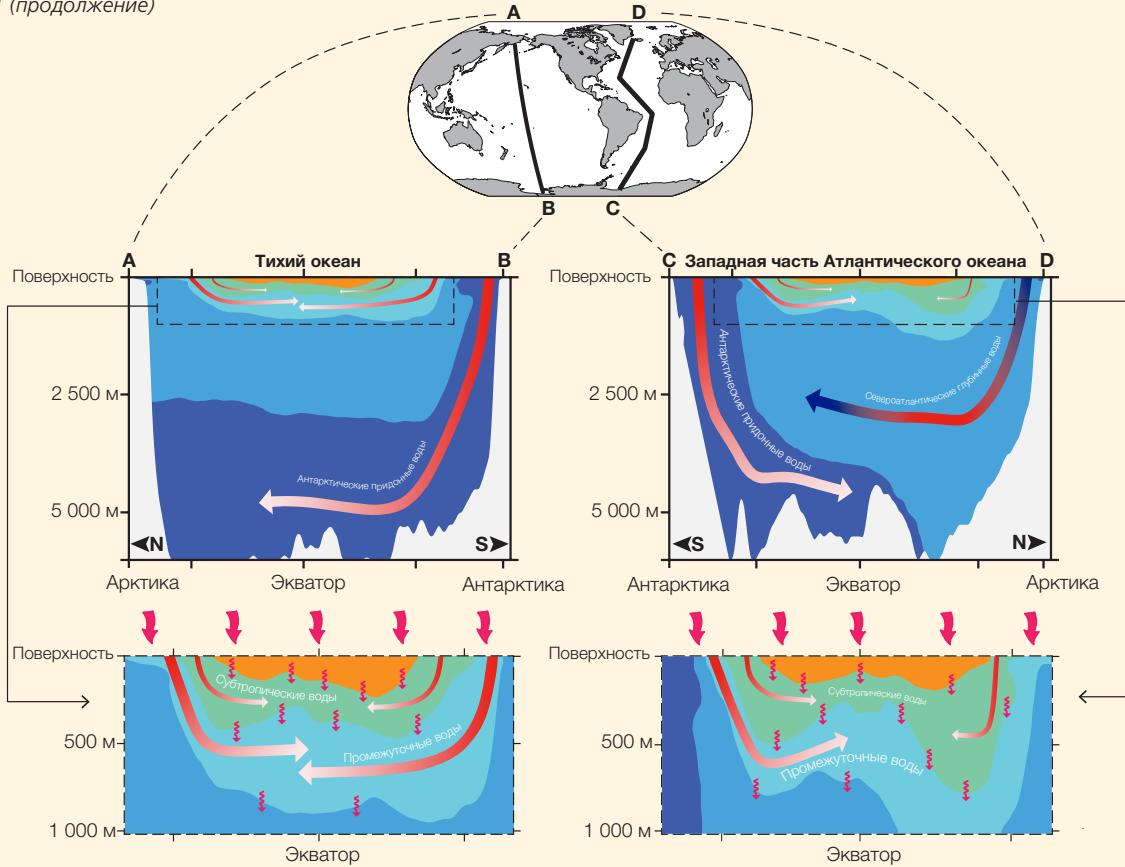 (продолжение)
A
D
B
C
A
Тихий океан
B
Поверхность
2 500 м
5 000 м
Антарктические придонные воды
N
S
Арктика
Экватор
Антарктика
C
Западная часть Атлантического океана
D
Поверхность
2 500 м
5 000 м
Антарктические придонные воды
Североатлантические глубинные воды
S
N
Антарктика
Экватор
Арктика
Поверхность
500 м
1 000 м
Субтропические воды
Промежуточные воды
Экватор
Поверхность
500 м
1 000 м
Субтропические воды
Промежуточные воды
Экватор